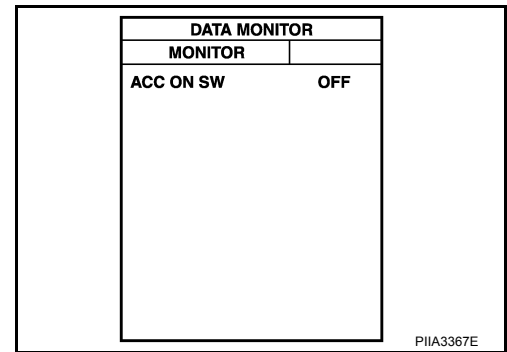 DATA MONITOR
MONITOR
ACC ON SW OFF
PIIA3367E